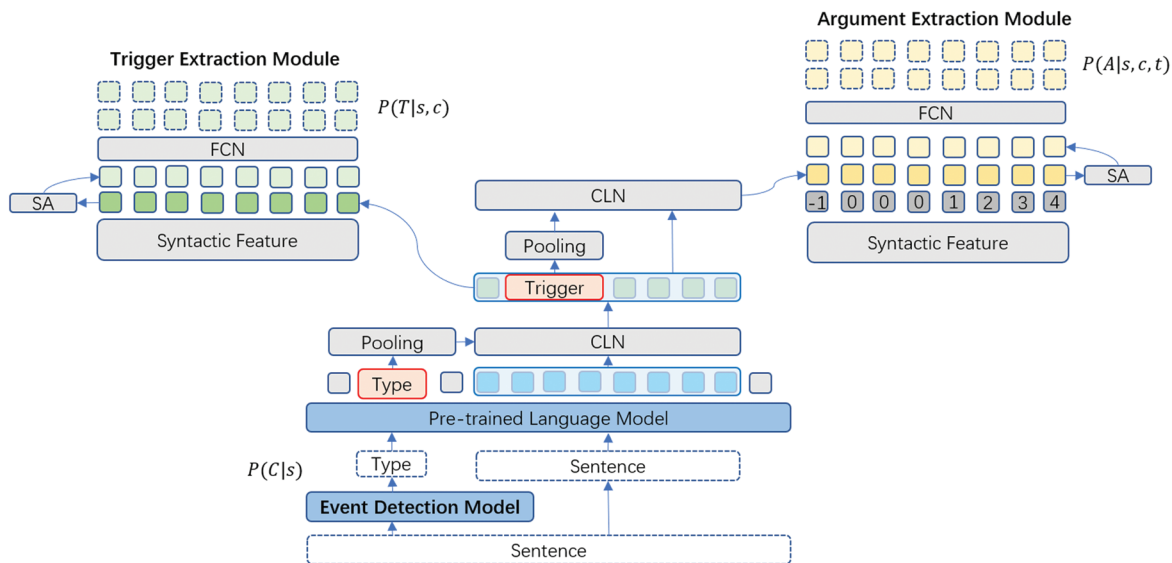 Argument Extraction Module
Trigger Extraction Module
P(A|s, c, t)
P(T|s, c)
FCN
FCN
SA
SA
CLN
-1 0 0 0 1 2 3 4
Syntactic Feature
Pooling
Syntactic Feature
Trigger
Pooling
CLN
Type
Pre-trained Language Model
P(C|s)
Type
Sentence
Event Detection Model
Sentence